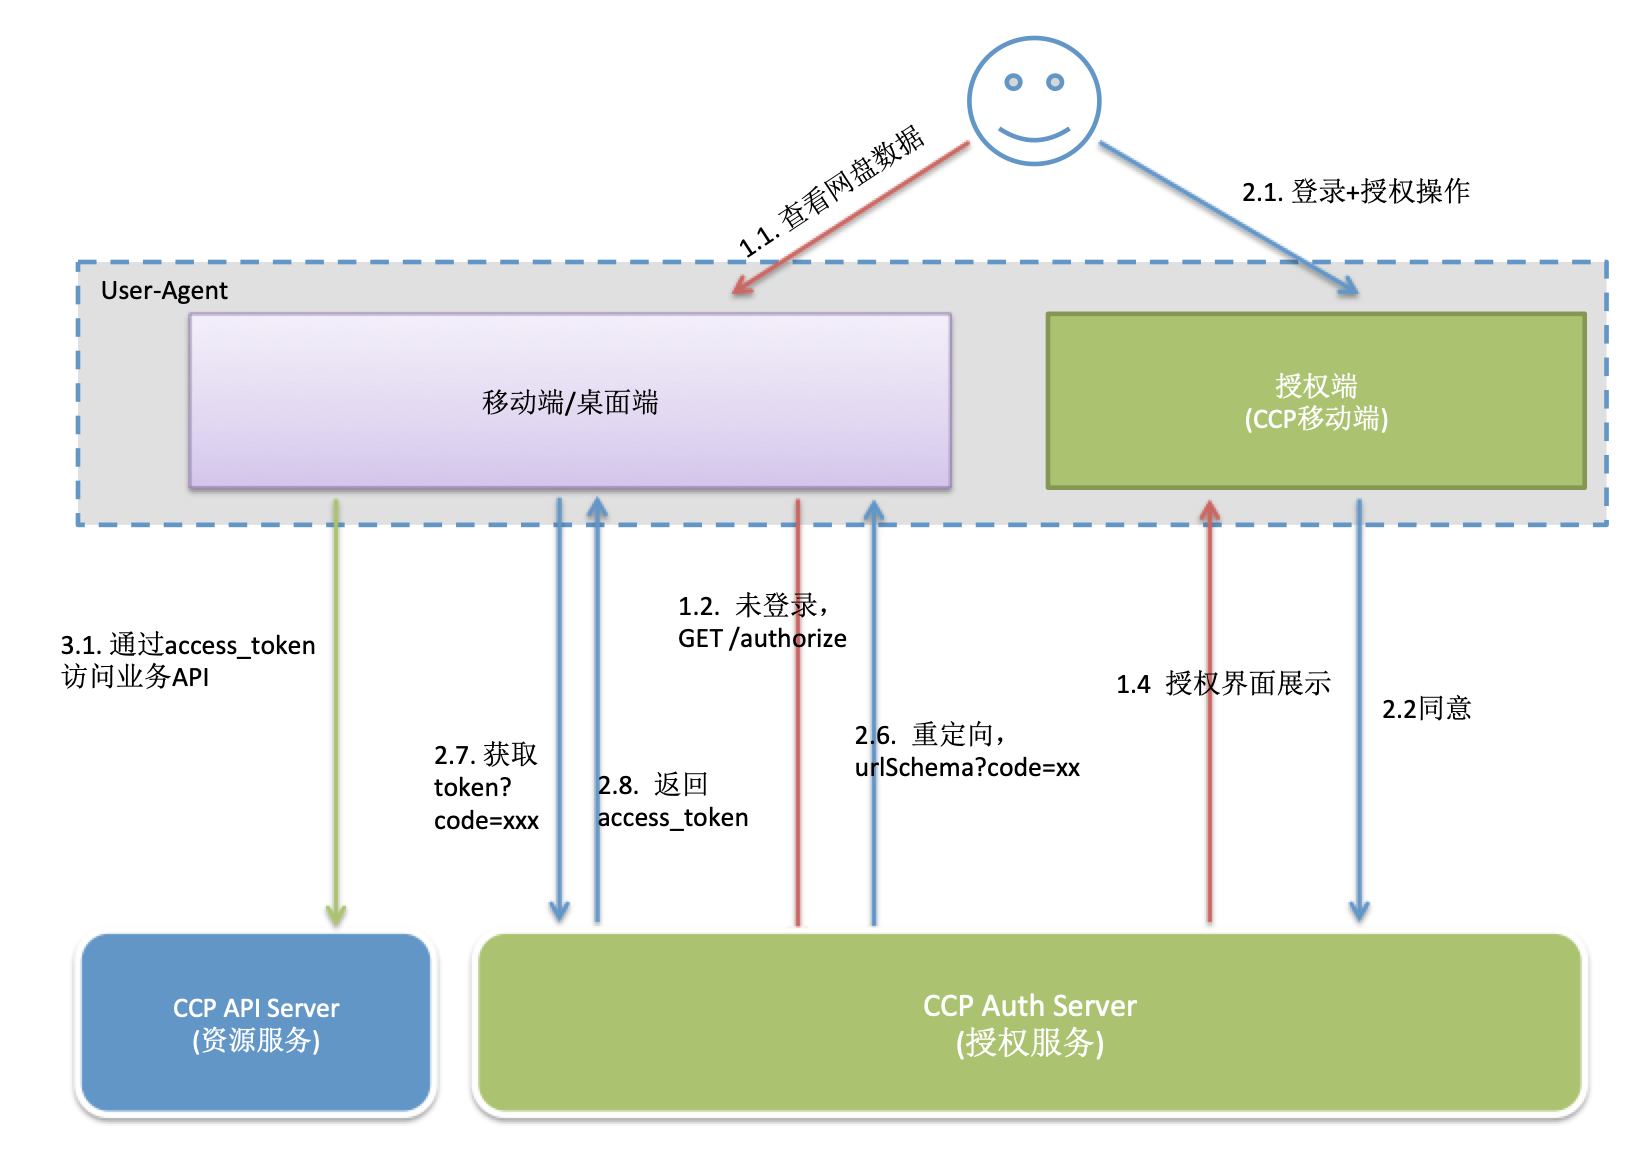 1.1. 查看网盘数据
2.1. 登录+授权操作
User-Agent
移动端/桌面端
授权端
(CCP移动端)
1.2. 未登录，
GET /authorize
3.1. 通过access_token
访问业务API
1.4 授权界面展示
2.2同意
2.6. 重定向，
urlSchema?code=xx
2.7. 获取
token?
code=xxx
2.8. 返回
access_token
CCP API Server
(资源服务)
CCP Auth Server
(授权服务)